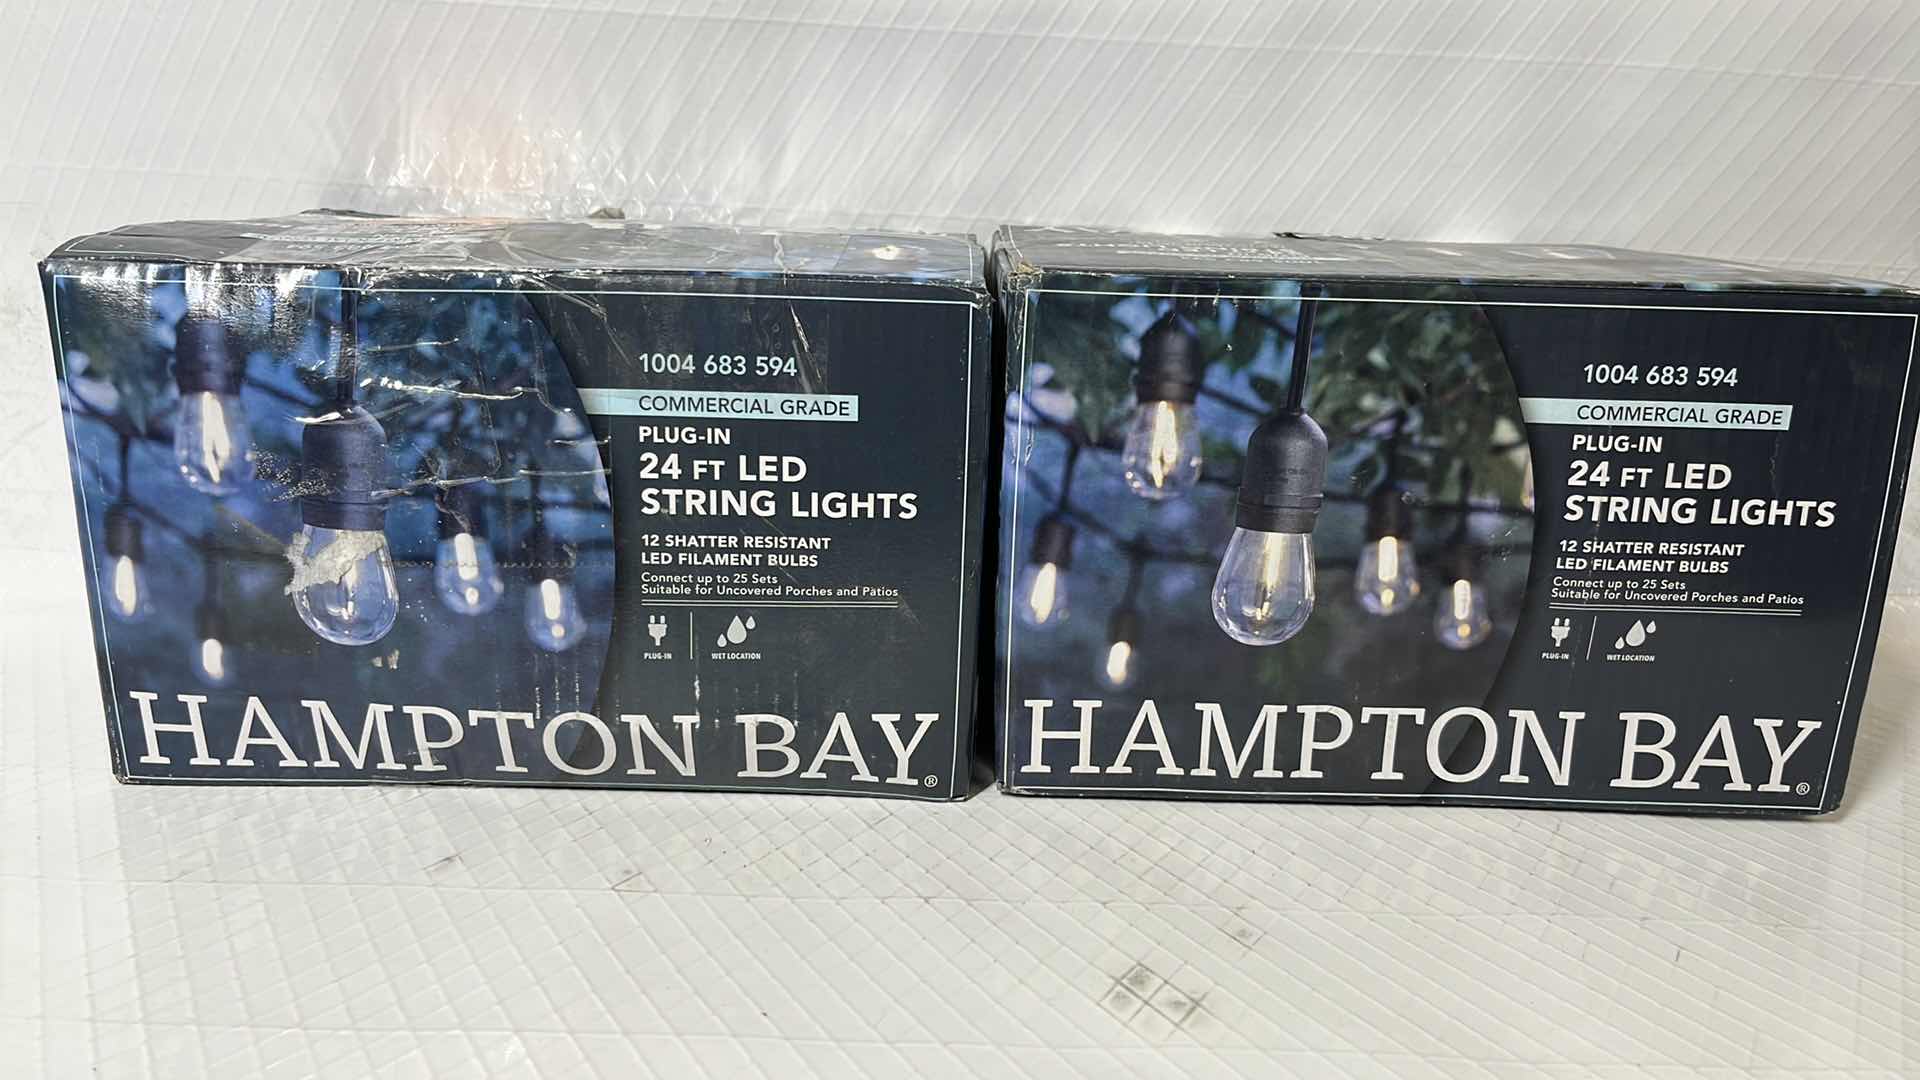 1004 683 594
COMMERCIAL GRADE
PLUG-IN
24 FT LED
STRING LIGHTS
12 SHATTER RESISTANT
LED FILAMENT BULBS
Connect up to 25 Sets
Suitable for Uncovered Porches and Patios
PLUG-IN
WET LOCATION
HAMPTON BAY®
1004 683 594
COMMERCIAL GRADE
PLUG-IN
24 FT LED
STRING LIGHTS
12 SHATTER RESISTANT
LED FILAMENT BULBS
Connect up to 25 Sets
Suitable for Uncovered Porches and Patios
PLUG-IN
WET LOCATION
HAMPTON BAY®